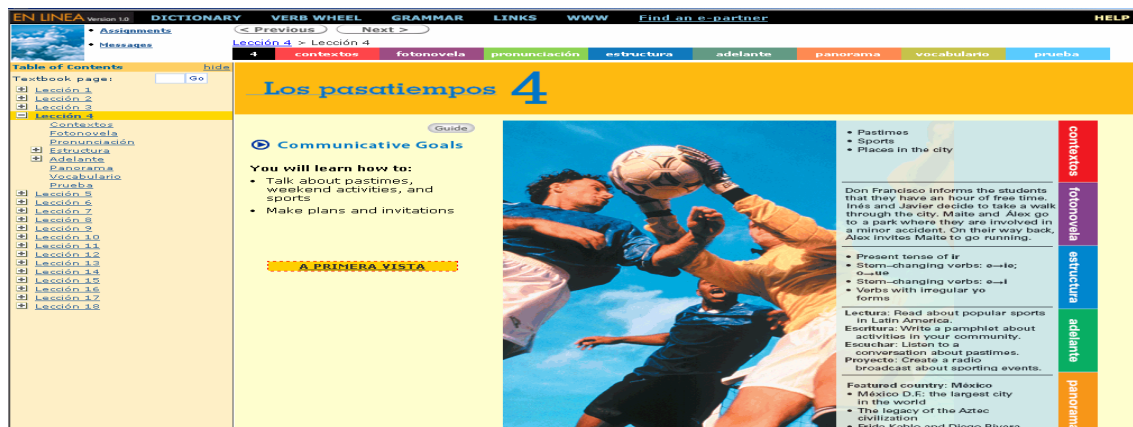 EN LINEA Version 1.0 DICTIONARY VERB WHEEL GRAMMAR LINKS WWW Find an e-partner HELP
• Assignments
• Messages
< Previous Next >
Lección 4 > Lección 4
4 contextos fotonovela pronunciación estructura adelante panorama vocabulario prueba
Table of Contents hide
Textbook page: Go
Lección 1
Lección 2
Lección 3
Lección 4
Contextos
Fotonovela
Pronunciación
Estructura
Adelante
Panorama
Vocabulario
Prueba
Lección 5
Lección 6
Lección 7
Lección 8
Lección 9
Lección 10
Lección 11
Lección 12
Lección 13
Lección 14
Lección 15
Lección 16
Lección 17
Lección 18
Los pasatiempos 4
Guide
Communicative Goals
You will learn how to:
• Talk about pastimes,
weekend activities, and
sports
• Make plans and invitations
A PRIMERA VISTA
• Pastimes
• Sports
• Places in the city
contextos
Don Francisco informs the students
that they have an hour of free time.
Inés and Javier decide to take a walk
through the city. Maite and Álex go
to a park where they are involved in
a minor accident. On their way back,
Álex invites Maite to go running.
fotonovela
• Present tense of ir
• Stem-changing verbs: e→ie;
o→ue
• Stem-changing verbs: e→i
• Verbs with irregular yo
forms
estructura
Lectura: Read about popular sports
in Latin America.
Escritura: Write a pamphlet about
activities in your community.
Escuchar: Listen to a
conversation about pastimes.
Proyecto: Create a radio
broadcast about sporting events.
adelante
Featured country: México
• México D.F.: the largest city
in the world
• The legacy of the Aztec
civilization
• Frida Kahlo and Diego Rivera
panorama